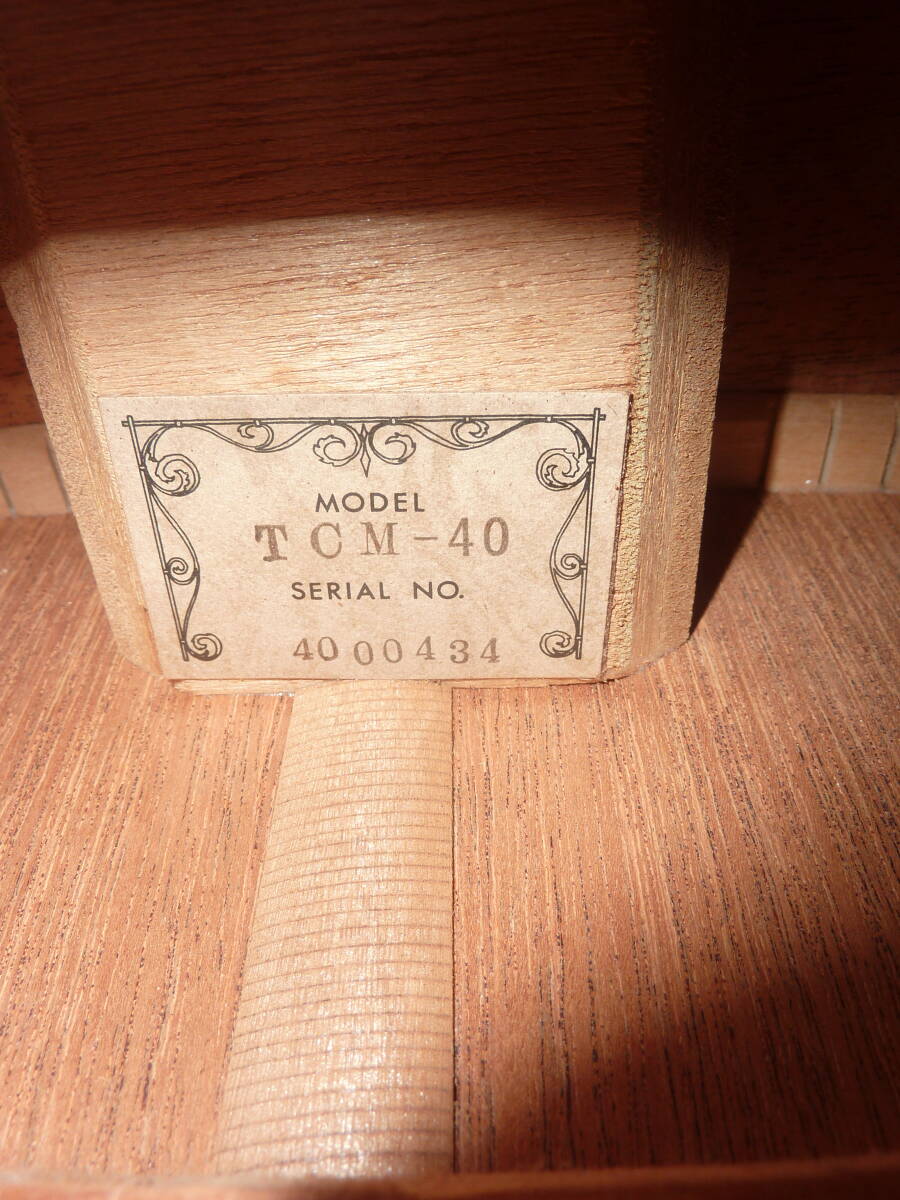 MODEL
TCM-40
SERIAL NO.
4000434